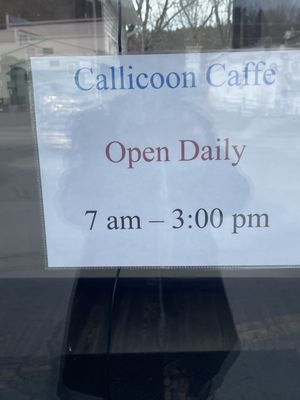 Callicoon Caffe
Open Daily
7 am – 3:00 pm